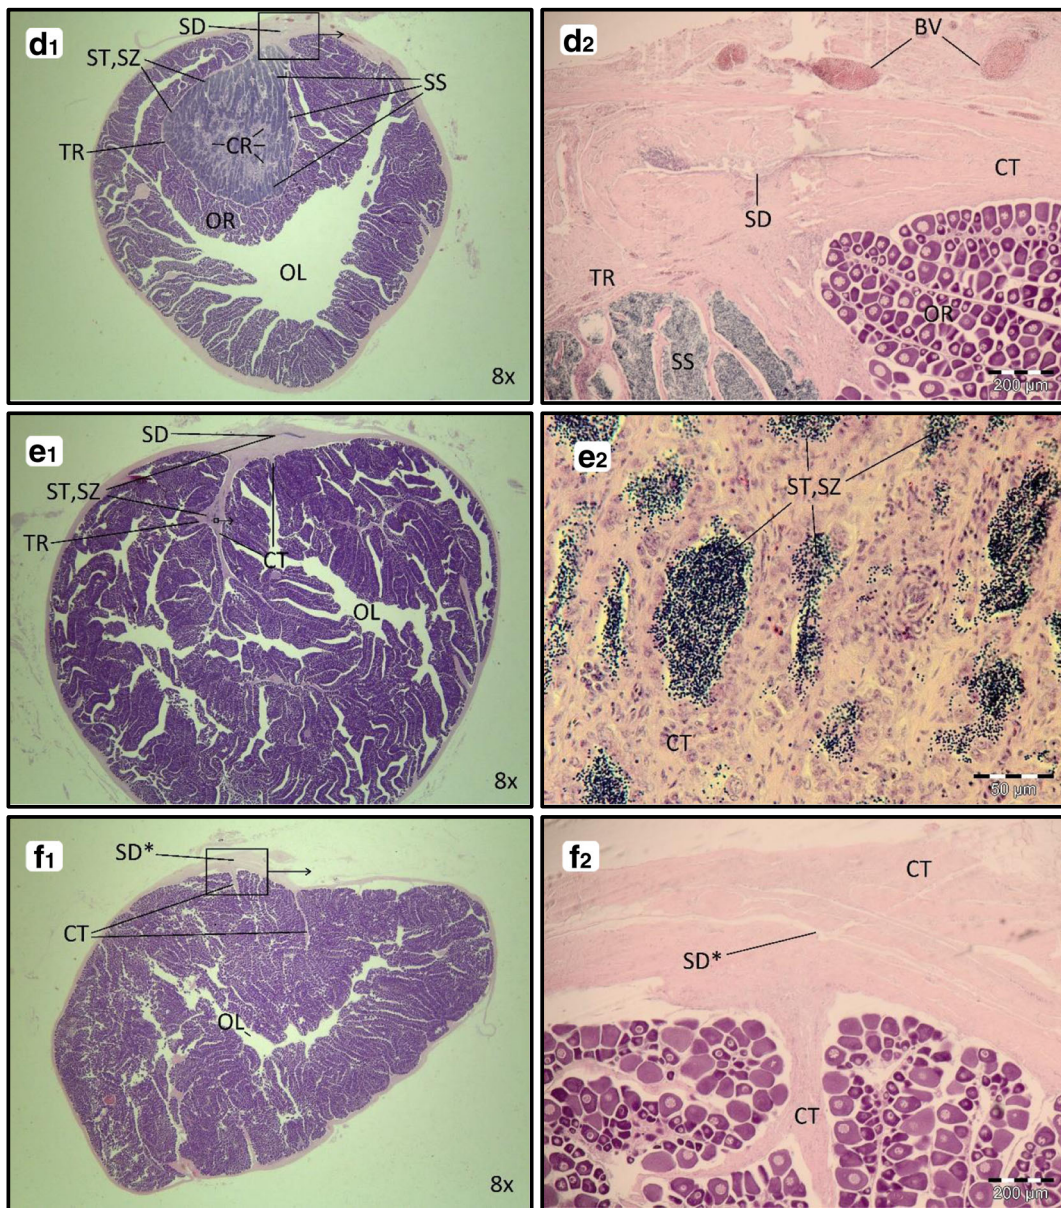 d1
SD
ST,SZ
SS
TR
CR
OR
OL
8x
d2
BV
CT
SD
TR
OR
SS
200 µm
e1
SD
ST,SZ
TR
CT
OL
8x
e2
ST,SZ
CT
50 µm
f1
SD*
CT
OL
8x
f2
CT
SD*
CT
200 µm